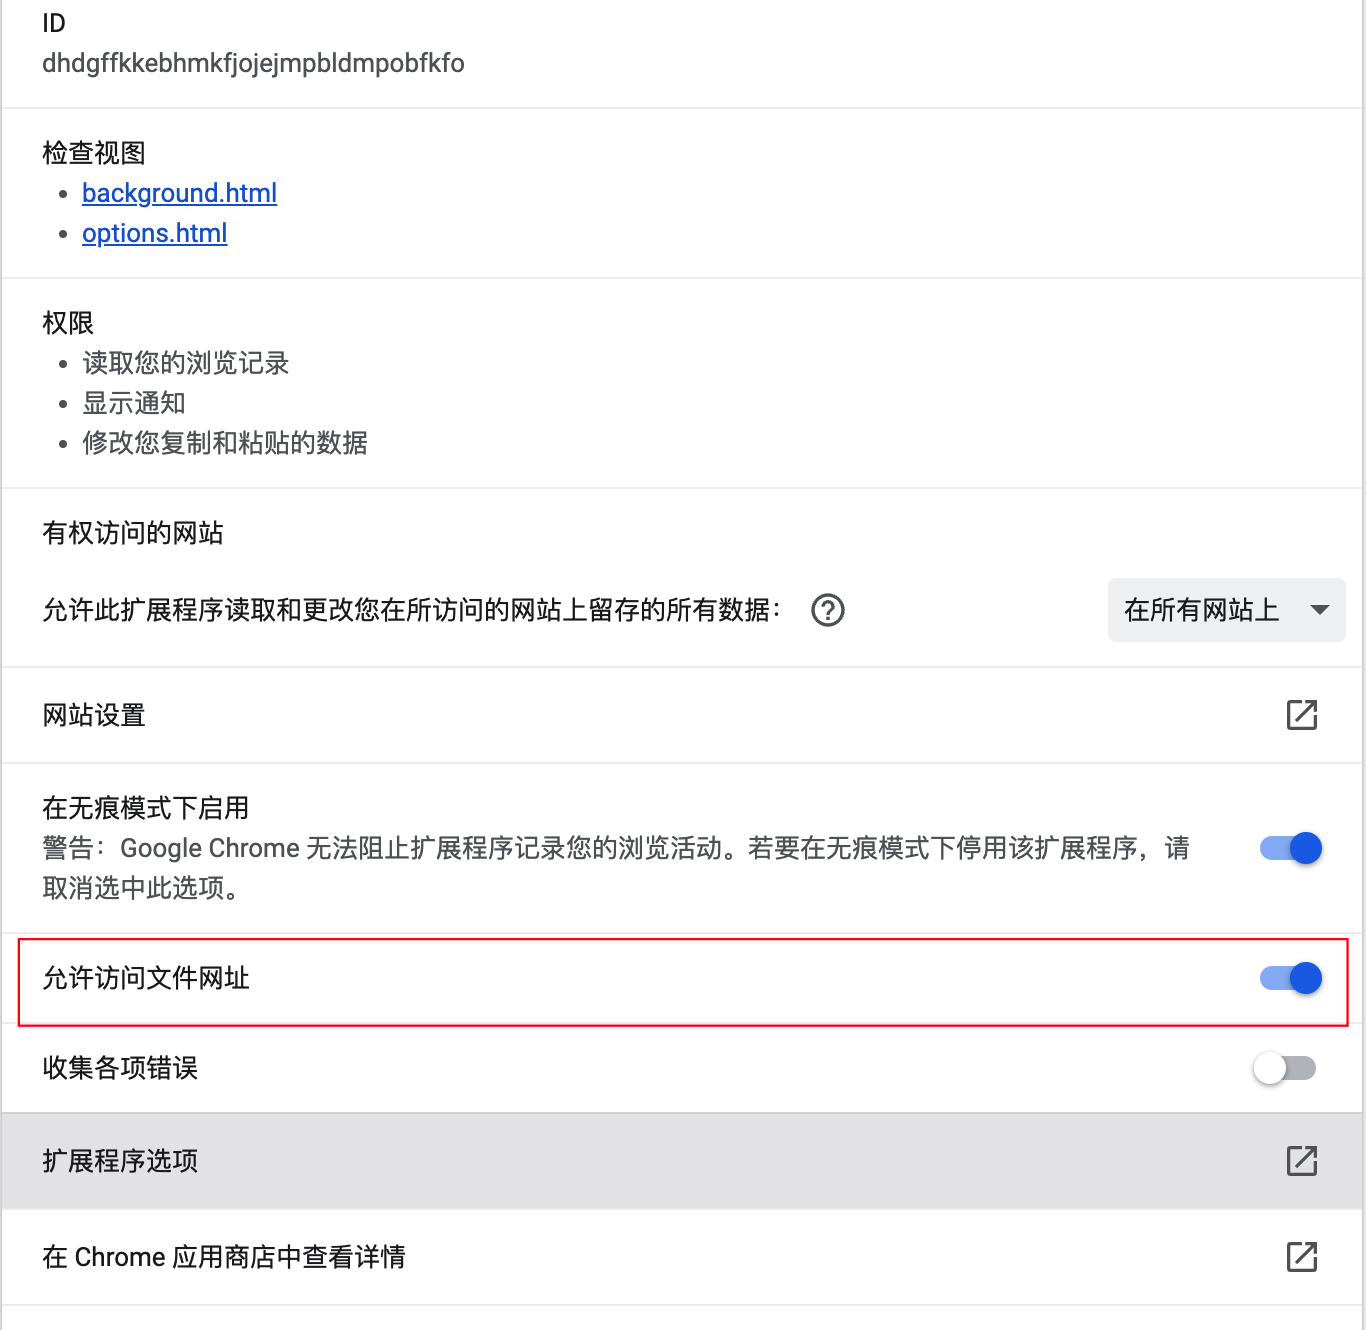 ID
dhdgffkkebhmkfjojejmpbldmpobfkfo
检查视图
background.html
options.html
权限
读取您的浏览记录
显示通知
修改您复制和粘贴的数据
有权访问的网站
允许此扩展程序读取和更改您在所访问的网站上留存的所有数据：
在所有网站上
网站设置
在无痕模式下启用
警告：Google Chrome 无法阻止扩展程序记录您的浏览活动。若要在无痕模式下停用该扩展程序，请
取消选中此选项。
允许访问文件网址
收集各项错误
扩展程序选项
在 Chrome 应用商店中查看详情